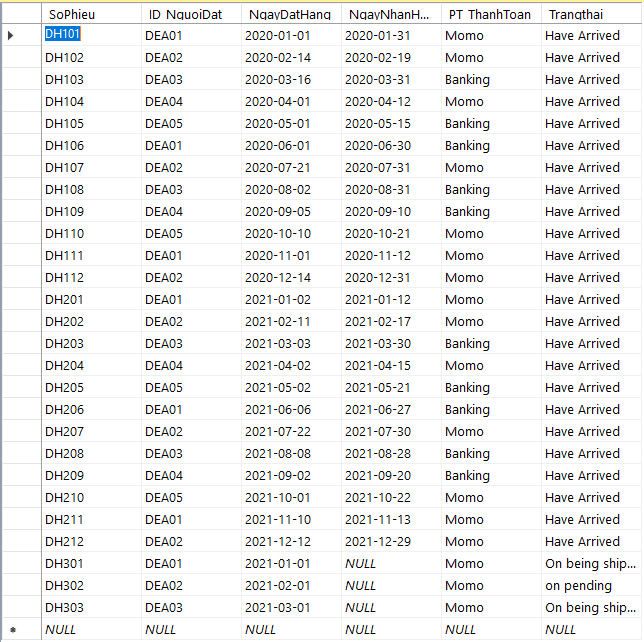 SoPhieu ID_NguoiDat NgayDatHang NgayNhanH... PT_ThanhToan Trangthai
DH101 DEA01 2020-01-01 2020-01-31 Momo Have Arrived
DH102 DEA02 2020-02-14 2020-02-19 Momo Have Arrived
DH103 DEA03 2020-03-16 2020-03-31 Banking Have Arrived
DH104 DEA04 2020-04-01 2020-04-12 Momo Have Arrived
DH105 DEA05 2020-05-01 2020-05-15 Banking Have Arrived
DH106 DEA01 2020-06-01 2020-06-30 Banking Have Arrived
DH107 DEA02 2020-07-21 2020-07-31 Momo Have Arrived
DH108 DEA03 2020-08-02 2020-08-31 Banking Have Arrived
DH109 DEA04 2020-09-05 2020-09-10 Banking Have Arrived
DH110 DEA05 2020-10-10 2020-10-21 Momo Have Arrived
DH111 DEA01 2020-11-01 2020-11-12 Momo Have Arrived
DH112 DEA02 2020-12-14 2020-12-31 Momo Have Arrived
DH201 DEA01 2021-01-02 2021-01-12 Momo Have Arrived
DH202 DEA02 2021-02-11 2021-02-17 Momo Have Arrived
DH203 DEA03 2021-03-03 2021-03-30 Banking Have Arrived
DH204 DEA04 2021-04-02 2021-04-15 Momo Have Arrived
DH205 DEA05 2021-05-02 2021-05-21 Banking Have Arrived
DH206 DEA01 2021-06-06 2021-06-27 Banking Have Arrived
DH207 DEA02 2021-07-22 2021-07-30 Momo Have Arrived
DH208 DEA03 2021-08-08 2021-08-28 Banking Have Arrived
DH209 DEA04 2021-09-02 2021-09-20 Banking Have Arrived
DH210 DEA05 2021-10-01 2021-10-22 Momo Have Arrived
DH211 DEA01 2021-11-10 2021-11-13 Momo Have Arrived
DH212 DEA02 2021-12-12 2021-12-29 Momo Have Arrived
DH301 DEA01 2021-01-01 NULL Momo On being ship...
DH302 DEA02 2021-02-01 NULL Momo on pending
DH303 DEA03 2021-03-01 NULL Momo On being ship...
NULL NULL NULL NULL NULL NULL